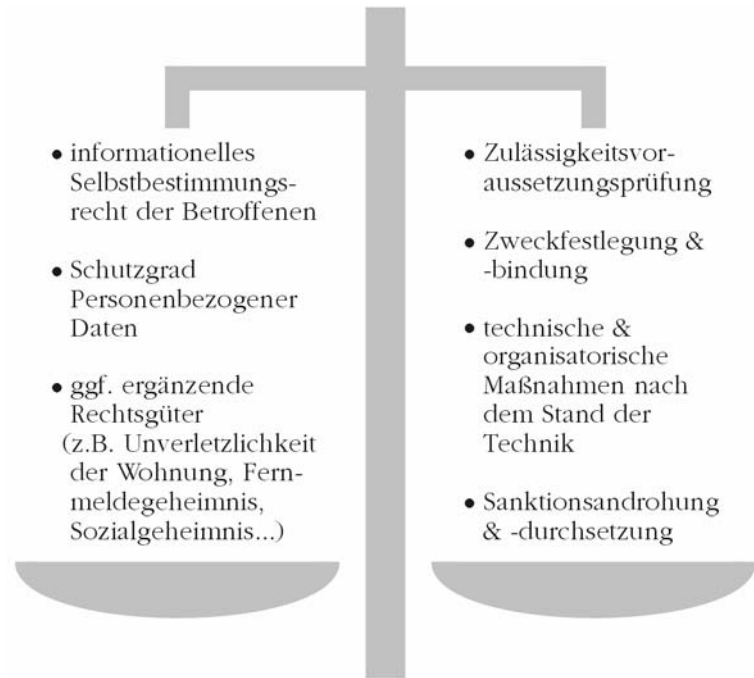 • informationelles
Selbstbestimmungs-
recht der Betroffenen
• Schutzgrad
Personenbezogener
Daten
• ggf. ergänzende
Rechtsgüter
(z.B. Unverletzlichkeit
der Wohnung, Fern-
meldegeheimnis,
Sozialgeheimnis...)
• Zulässigkeitsvor-
aussetzungsprüfung
• Zweckfestlegung &
-bindung
• technische &
organisatorische
Maßnahmen nach
dem Stand der
Technik
• Sanktionsandrohung
& -durchsetzung